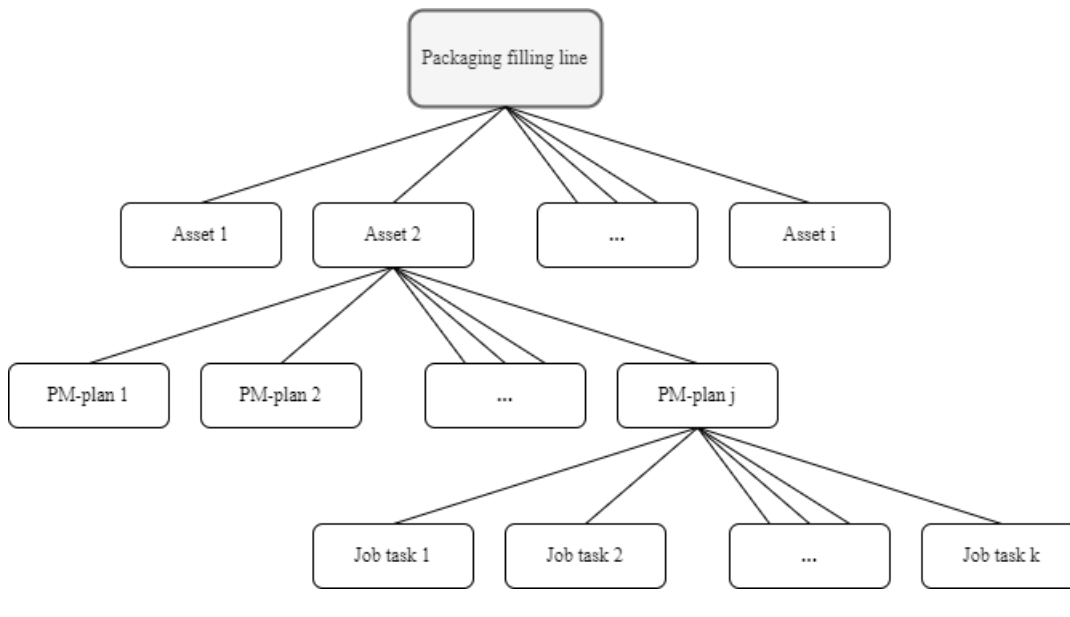 Packaging filling line
Asset 1
Asset 2
...
Asset i
PM-plan 1
PM-plan 2
...
PM-plan j
Job task 1
Job task 2
...
Job task k